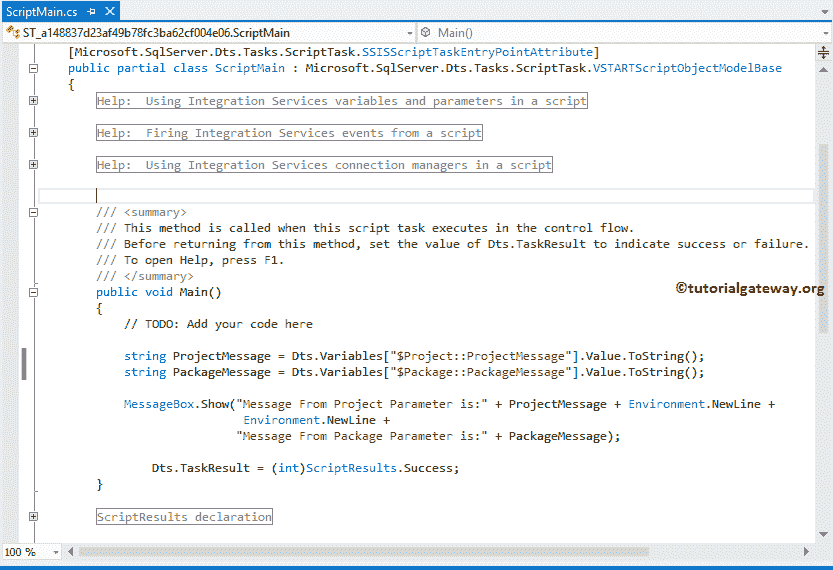 ScriptMain.cs
ST_a148837d23af49b78fc3ba62cf004e06.ScriptMain Main()
[Microsoft.SqlServer.Dts.Tasks.ScriptTask.SSISScriptTaskEntryPointAttribute]
public partial class ScriptMain : Microsoft.SqlServer.Dts.Tasks.ScriptTask.VSTARTScriptObjectModelBase
{
Help:  Using Integration Services variables and parameters in a script
Help:  Firing Integration Services events from a script
Help:  Using Integration Services connection managers in a script
/// <summary>
/// This method is called when this script task executes in the control flow.
/// Before returning from this method, set the value of Dts.TaskResult to indicate success or failure.
/// To open Help, press F1.
/// </summary>
public void Main()
©tutorialgateway.org
{
// TODO: Add your code here
string ProjectMessage = Dts.Variables["$Project::ProjectMessage"].Value.ToString();
string PackageMessage = Dts.Variables["$Package::PackageMessage"].Value.ToString();
MessageBox.Show("Message From Project Parameter is:" + ProjectMessage + Environment.NewLine +
Environment.NewLine +
"Message From Package Parameter is:" + PackageMessage);
Dts.TaskResult = (int)ScriptResults.Success;
}
ScriptResults declaration
100 %